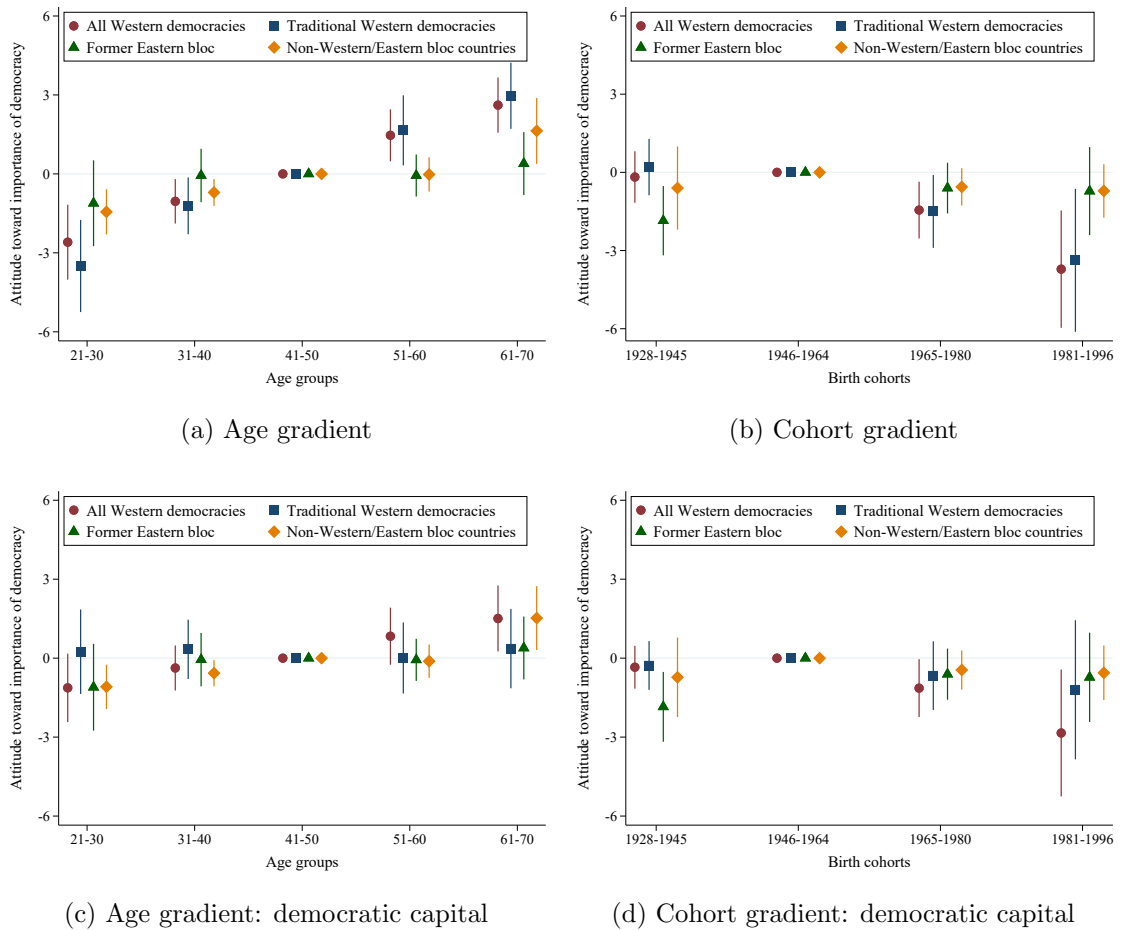 All Western democracies
Traditional Western democracies
Former Eastern bloc
Non-Western/Eastern bloc countries
Attitude toward importance of democracy
6
3
0
-3
-6
21-30
31-40
41-50
51-60
61-70
Age groups
(a) Age gradient
All Western democracies
Traditional Western democracies
Former Eastern bloc
Non-Western/Eastern bloc countries
Attitude toward importance of democracy
6
3
0
-3
-6
1928-1945
1946-1964
1965-1980
1981-1996
Birth cohorts
(b) Cohort gradient
All Western democracies
Traditional Western democracies
Former Eastern bloc
Non-Western/Eastern bloc countries
Attitude toward importance of democracy
6
3
0
-3
-6
21-30
31-40
41-50
51-60
61-70
Age groups
(c) Age gradient: democratic capital
All Western democracies
Traditional Western democracies
Former Eastern bloc
Non-Western/Eastern bloc countries
Attitude toward importance of democracy
6
3
0
-3
-6
1928-1945
1946-1964
1965-1980
1981-1996
Birth cohorts
(d) Cohort gradient: democratic capital